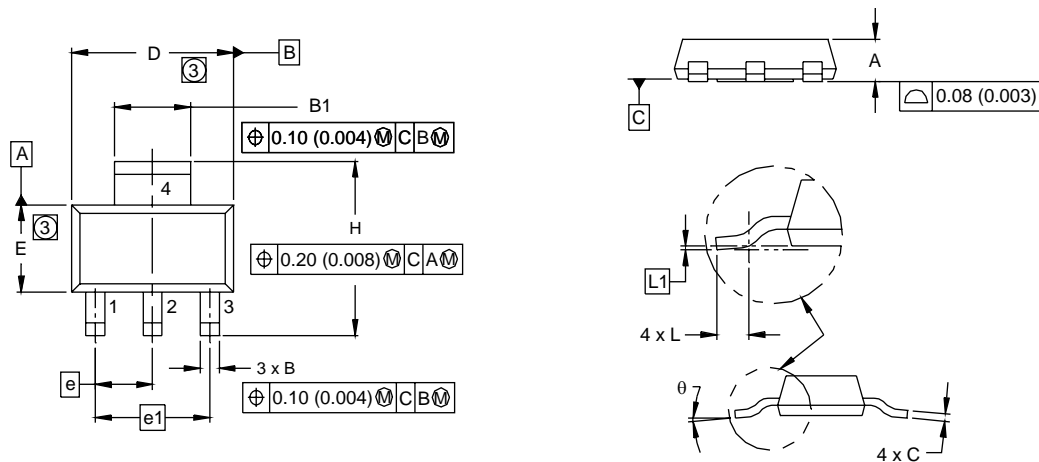 D
③
B
B1
⌖ 0.10 (0.004) Ⓜ C B Ⓜ
A
4
③
E
H
⌖ 0.20 (0.008) Ⓜ C A Ⓜ
1
2
3
e
3 x B
e1
⌖ 0.10 (0.004) Ⓜ C B Ⓜ
A
C
⌓ 0.08 (0.003)
L1
4 x L
θ
4 x C